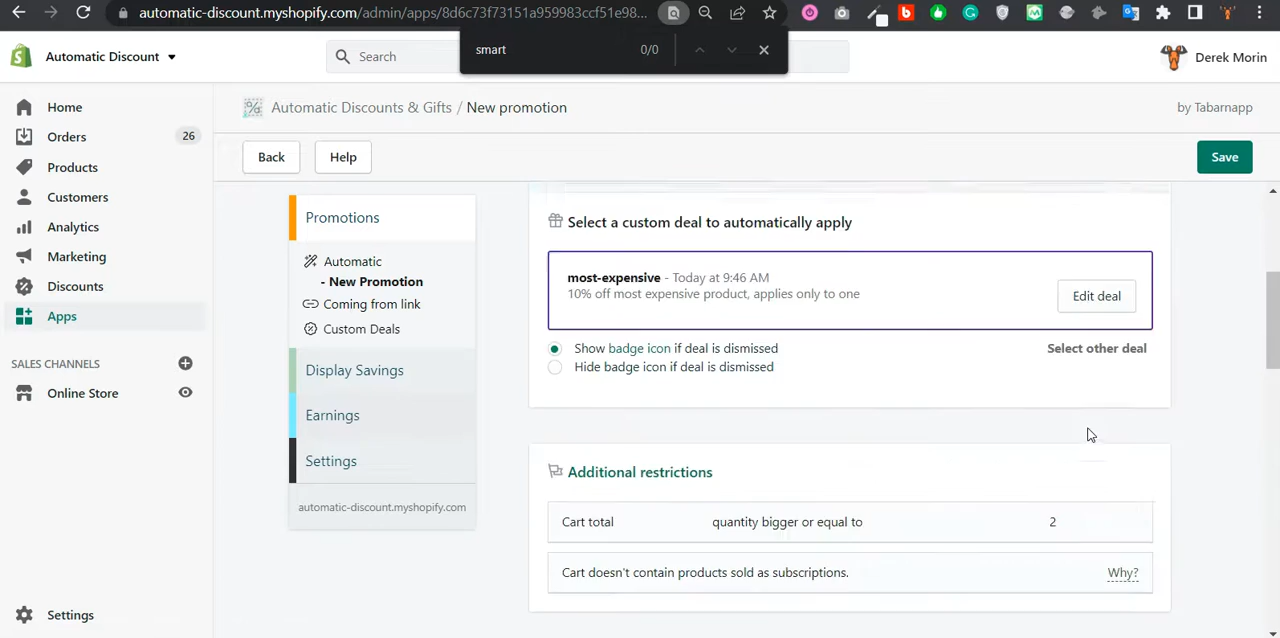 automatic-discount.myshopify.com/admin/apps/8d6c73f73151a959983ccf51e98...
smart 0/0
Automatic Discount
Search
Derek Morin
Home
Orders 26
Products
Customers
Analytics
Marketing
Discounts
Apps
SALES CHANNELS
Online Store
Settings
Automatic Discounts & Gifts / New promotion
by Tabarnapp
Back
Help
Save
Promotions
Automatic
- New Promotion
Coming from link
Custom Deals
Display Savings
Earnings
Settings
automatic-discount.myshopify.com
Select a custom deal to automatically apply
most-expensive - Today at 9:46 AM
10% off most expensive product, applies only to one
Edit deal
Show badge icon if deal is dismissed
Select other deal
Hide badge icon if deal is dismissed
Additional restrictions
Cart total quantity bigger or equal to 2
Cart doesn't contain products sold as subscriptions. Why?